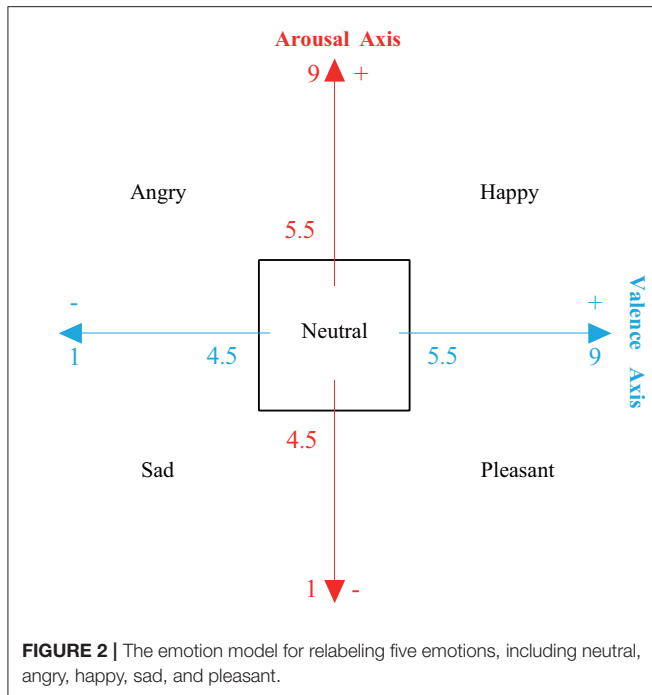 Arousal Axis
9 +
Angry
Happy
5.5
-
+
Valence Axis
Neutral
1
4.5
5.5
9
4.5
Sad
Pleasant
1 -
FIGURE 2 | The emotion model for relabeling five emotions, including neutral,
angry, happy, sad, and pleasant.